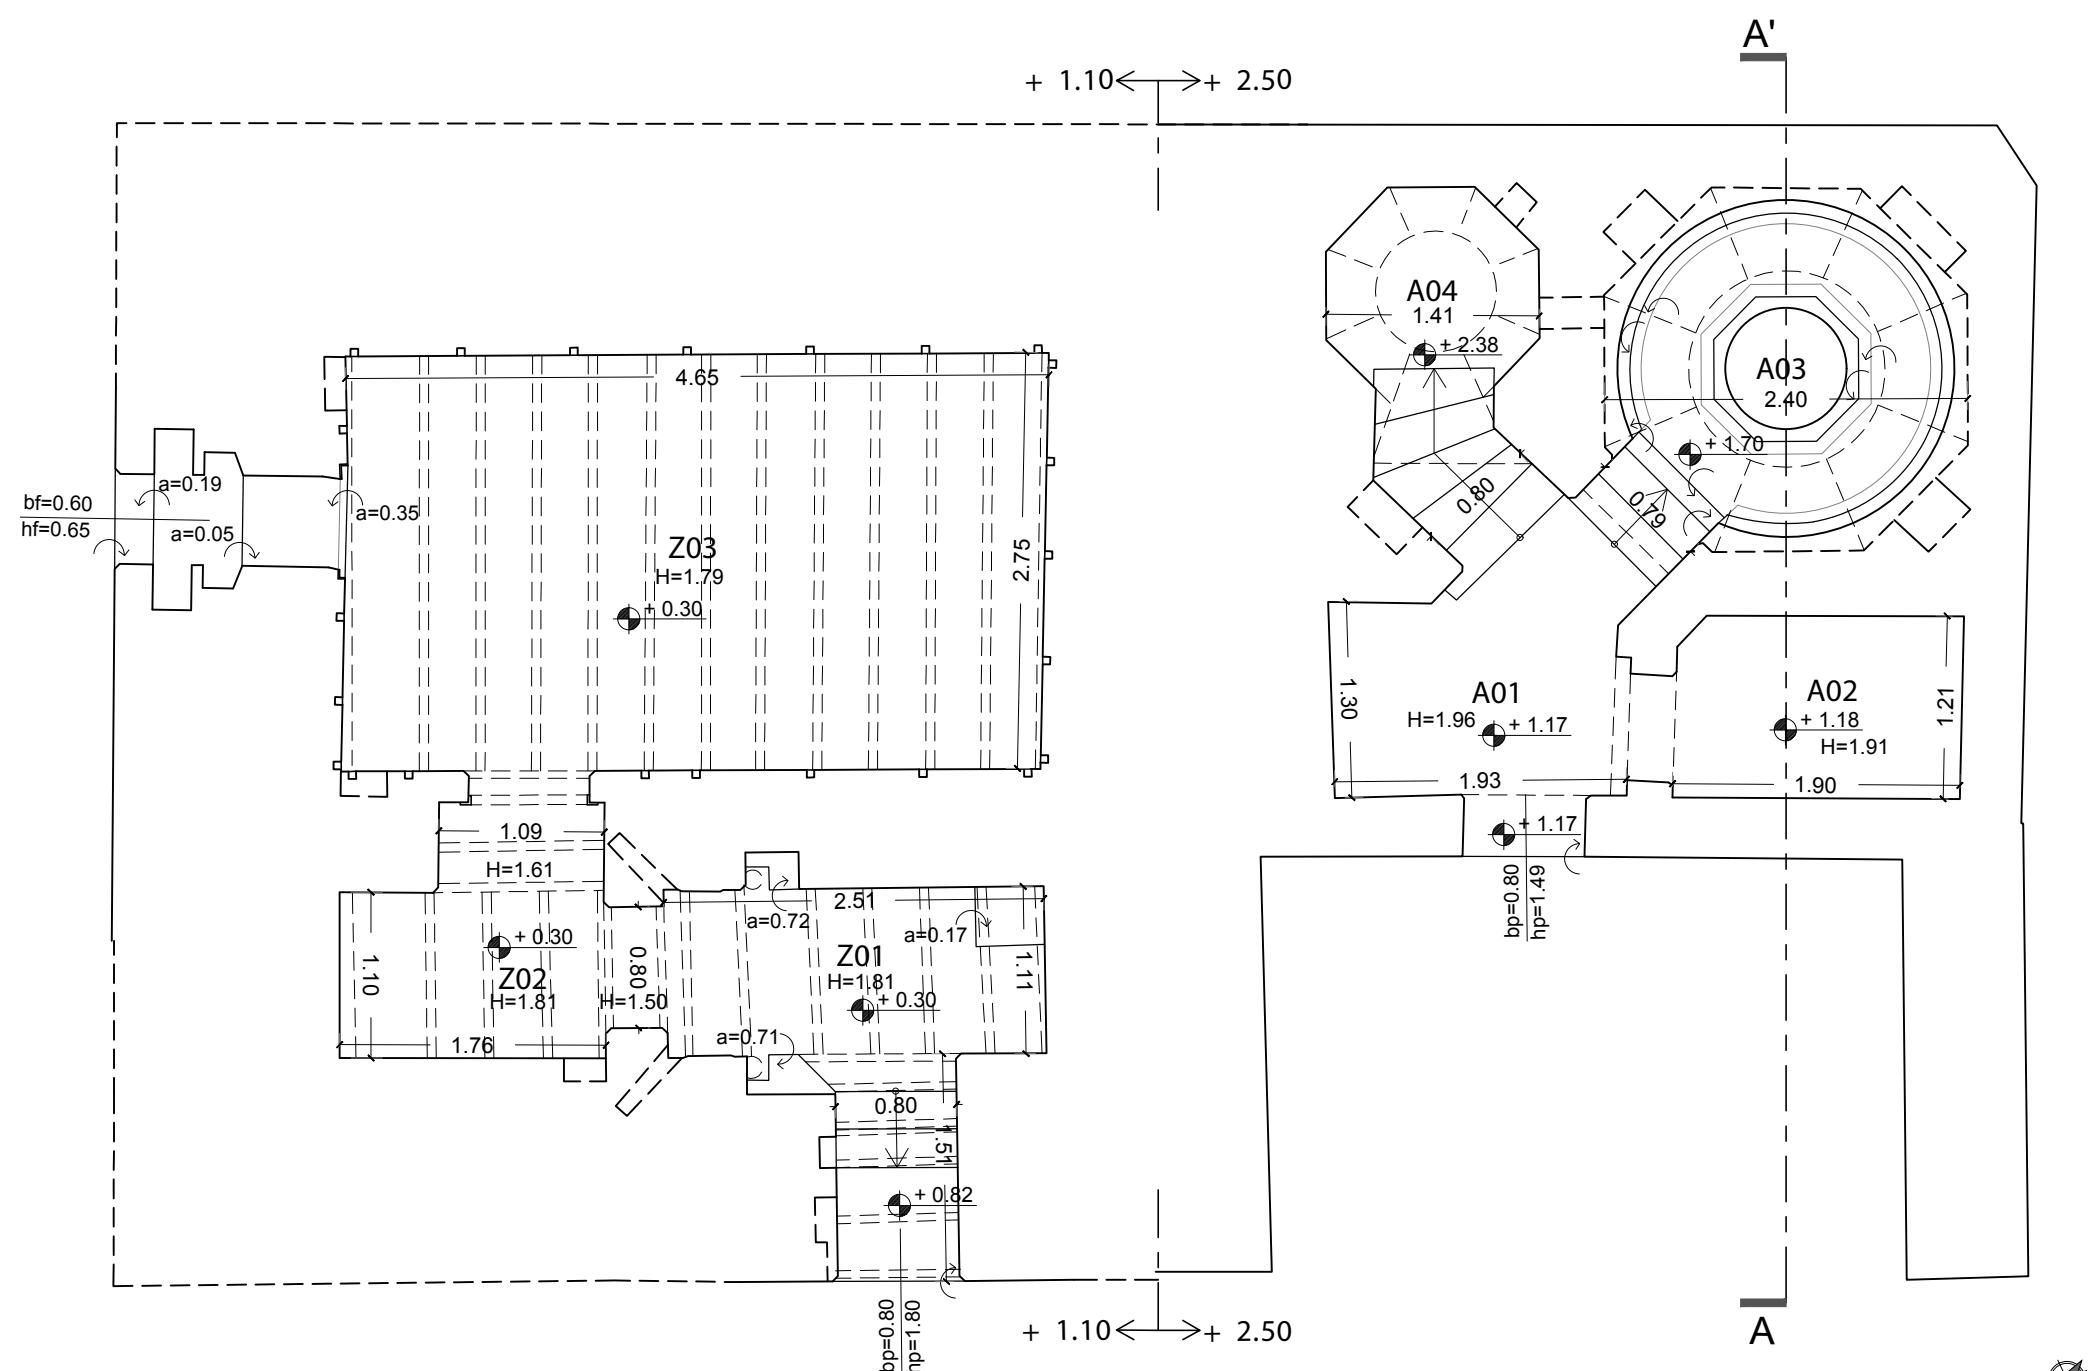 A'
+ 1.10
+ 2.50
A04
1.41
+ 2.38
A03
2.40
+ 1.70
4.65
0.80
0.79
bf=0.60
hf=0.65
a=0.19
a=0.05
a=0.35
Z03
H=1.79
+ 0.30
2.75
1.30
A01
H=1.96
+ 1.17
A02
+ 1.18
H=1.91
1.21
1.93
1.90
+ 1.17
bp=0.80
hp=1.49
1.09
H=1.61
2.51
a=0.72
a=0.17
+ 0.30
1.10
Z02
H=1.81
0.80
H=1.50
Z01
H=1.81
+ 0.30
1.11
1.76
a=0.71
0.80
+ 0.82
bp=0.80
hp=1.80
+ 1.10
+ 2.50
A